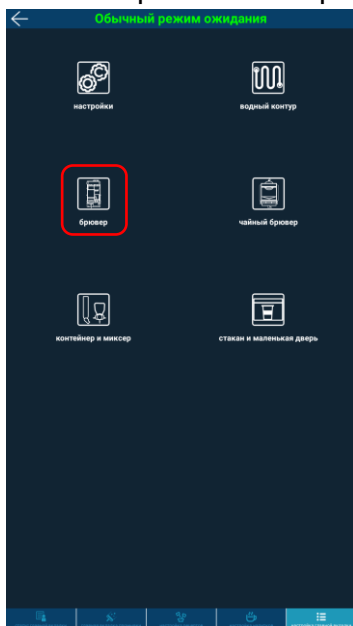 Обычный режим ожидания
настройки
водный контур
брювер
чайный брювер
контейнер и миксер
стакан и маленькая дверь